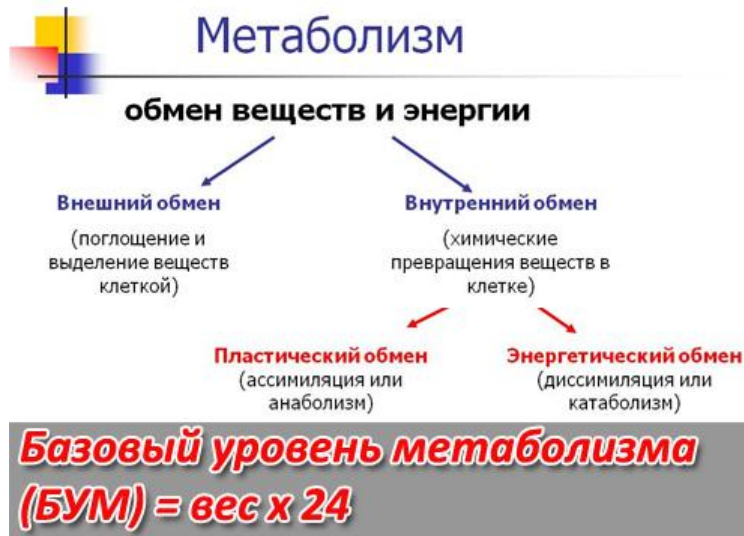 Метаболизм
обмен веществ и энергии
Внешний обмен
(поглощение и
выделение веществ
клеткой)
Внутренний обмен
(химические
превращения веществ в
клетке)
Пластический обмен
(ассимиляция или
анаболизм)
Энергетический обмен
(диссимиляция или
катаболизм)
Базовый уровень метаболизма
(БУМ) = вес х 24